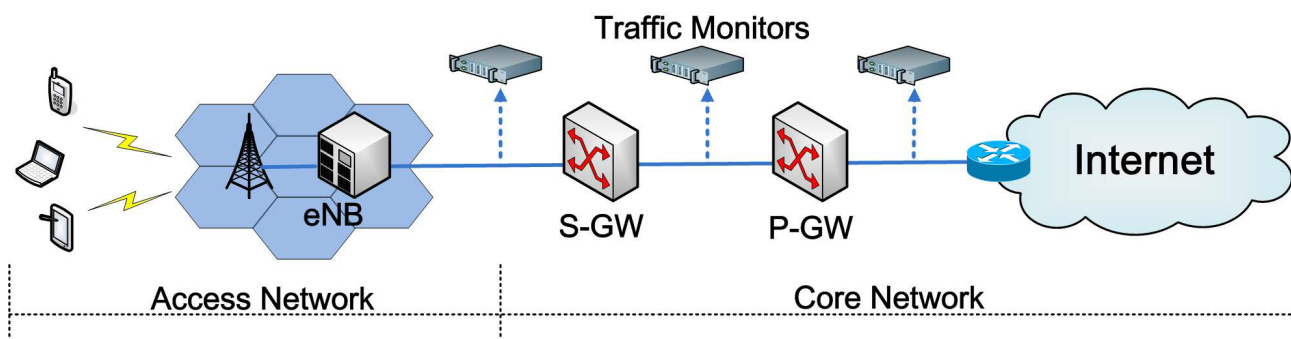 Traffic Monitors
Internet
eNB
S-GW
P-GW
Access Network
Core Network